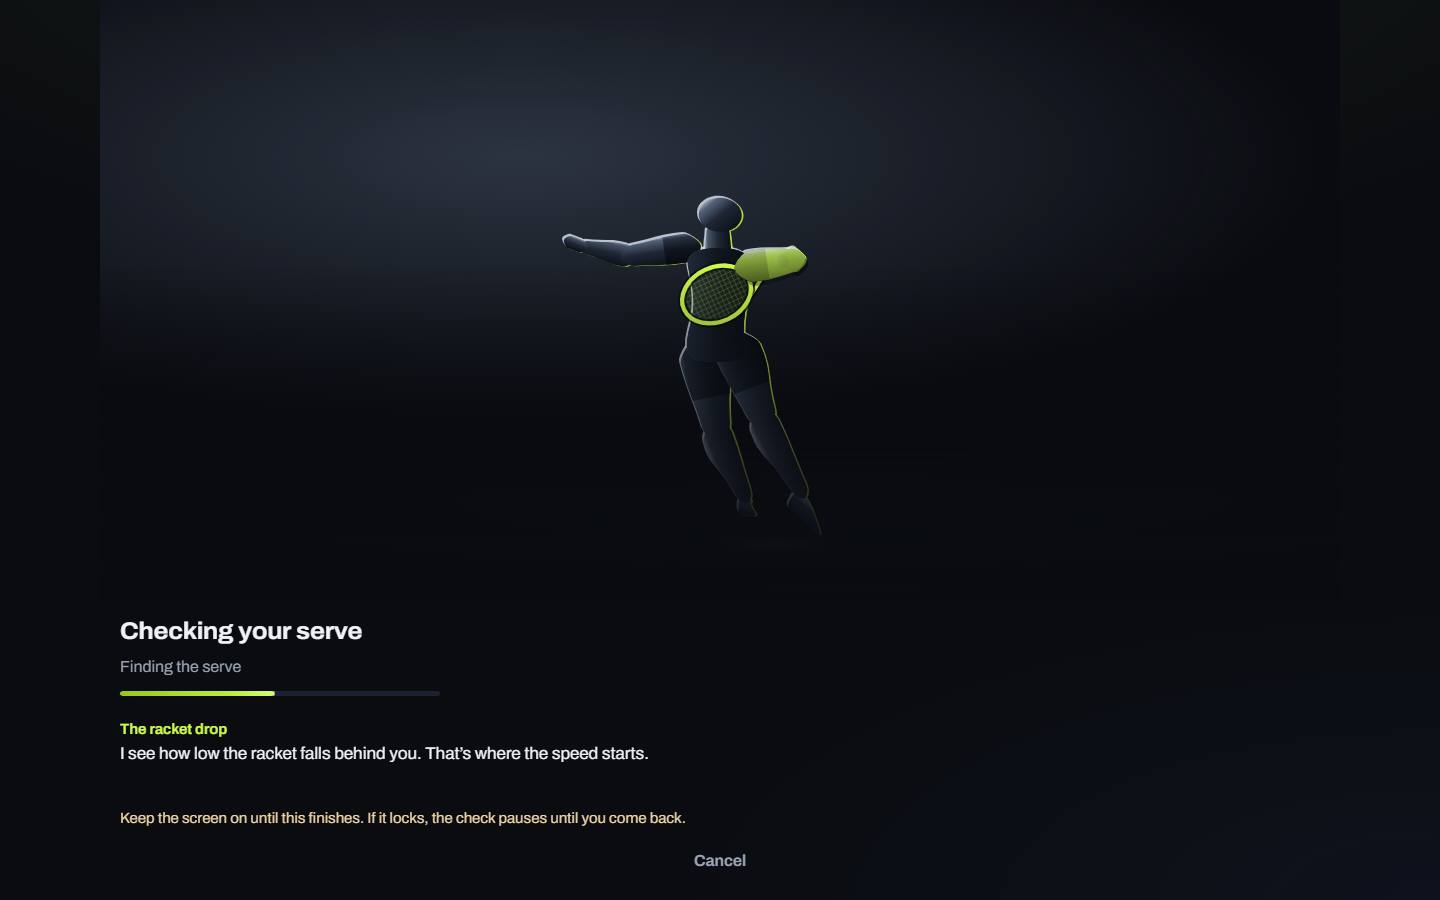 Checking your serve
Finding the serve
The racket drop
I see how low the racket falls behind you. That’s where the speed starts.
Keep the screen on until this finishes. If it locks, the check pauses until you come back.
Cancel